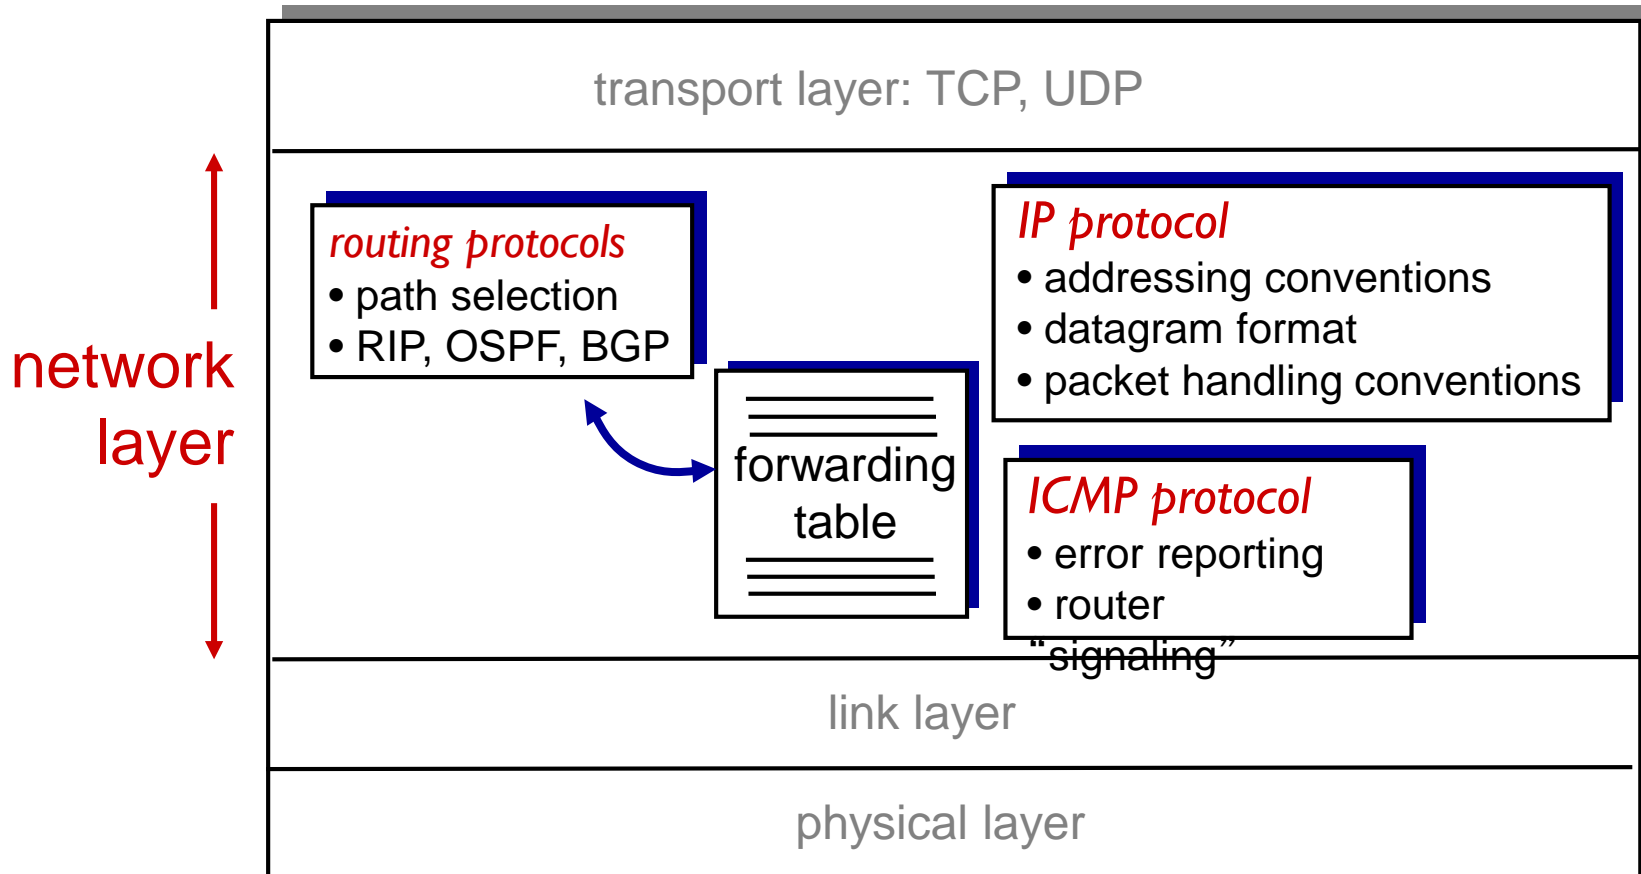 transport layer: TCP, UDP
network
layer
routing protocols
• path selection
• RIP, OSPF, BGP
forwarding
table
IP protocol
• addressing conventions
• datagram format
• packet handling conventions
ICMP protocol
• error reporting
• router
“signaling”
link layer
physical layer